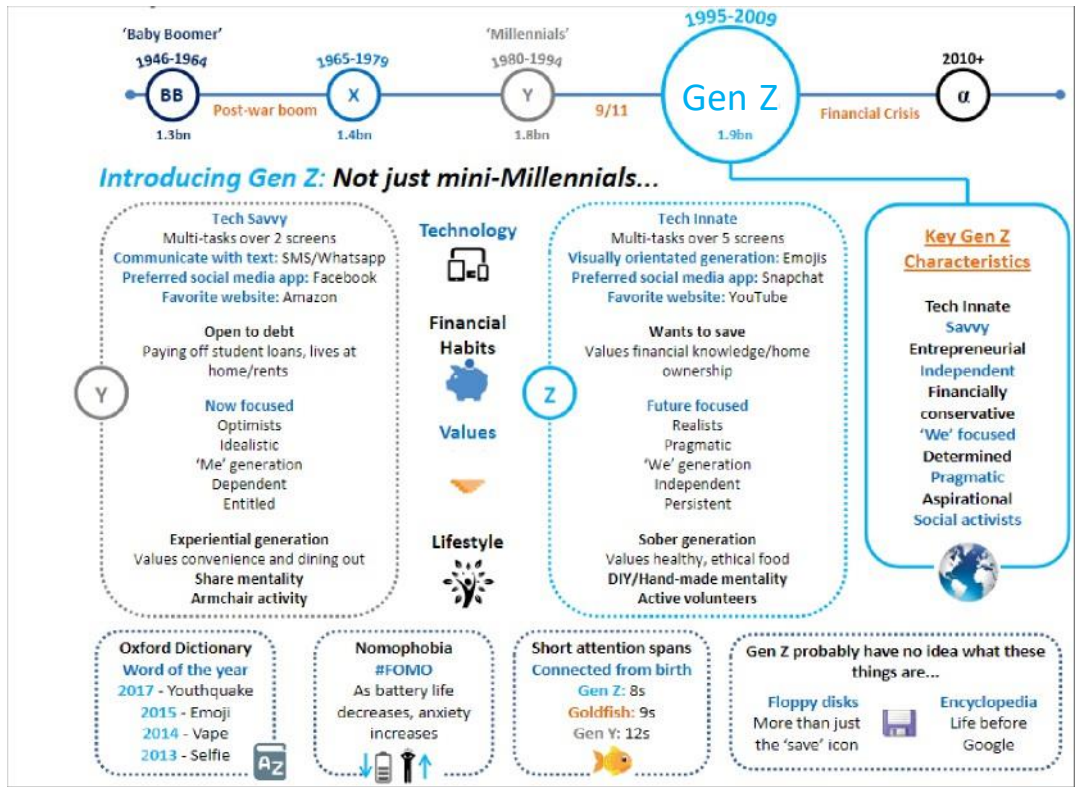 'Baby Boomer'
1946-1964
BB
1.3bn
Post-war boom
1965-1979
X
1.4bn
'Millennials'
1980-1994
Y
1.8bn
9/11
1995-2009
Gen Z
1.9bn
Financial Crisis
2010+
α
Introducing Gen Z: Not just mini-Millennials...
Y
Tech Savvy
Multi-tasks over 2 screens
Communicate with text: SMS/Whatsapp
Preferred social media app: Facebook
Favorite website: Amazon
Open to debt
Paying off student loans, lives at
home/rents
Now focused
Optimists
Idealistic
'Me' generation
Dependent
Entitled
Experiential generation
Values convenience and dining out
Share mentality
Armchair activity
Technology
Financial
Habits
Values
Lifestyle
Z
Tech Innate
Multi-tasks over 5 screens
Visually orientated generation: Emojis
Preferred social media app: Snapchat
Favorite website: YouTube
Wants to save
Values financial knowledge/home
ownership
Future focused
Realists
Pragmatic
'We' generation
Independent
Persistent
Sober generation
Values healthy, ethical food
DIY/Hand-made mentality
Active volunteers
Key Gen Z
Characteristics
Tech Innate
Savvy
Entrepreneurial
Independent
Financially
conservative
'We' focused
Determined
Pragmatic
Aspirational
Social activists
Oxford Dictionary
Word of the year
2017 - Youthquake
2015 - Emoji
2014 - Vape
2013 - Selfie
AZ
Nomophobia
#FOMO
As battery life
decreases, anxiety
increases
Short attention spans
Connected from birth
Gen Z: 8s
Goldfish: 9s
Gen Y: 12s
Gen Z probably have no idea what these
things are...
Floppy disks
More than just
the 'save' icon
Encyclopedia
Life before
Google